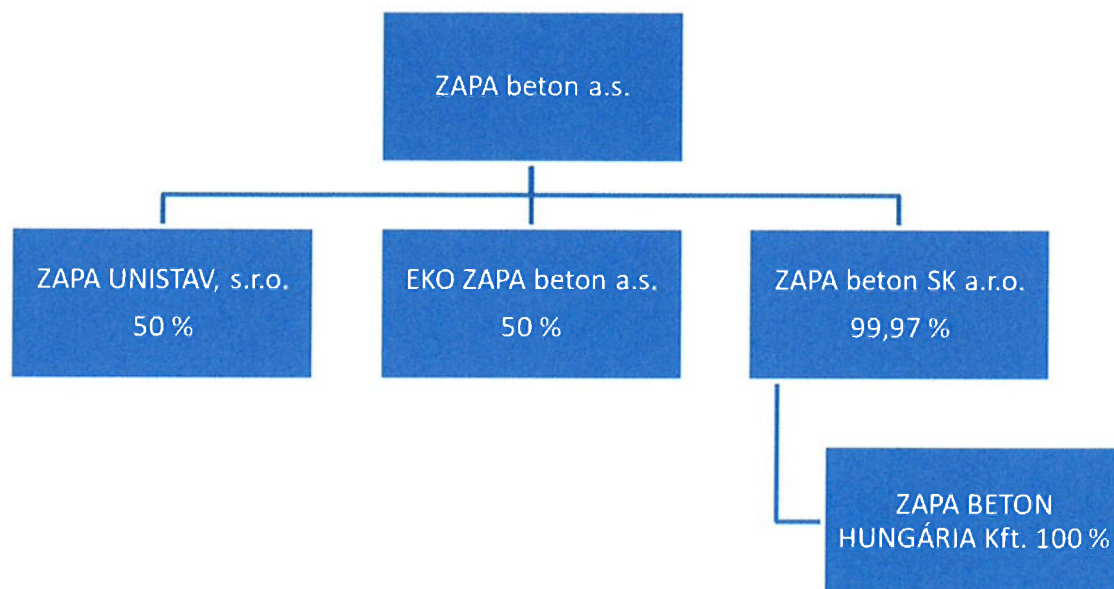 ZAPA beton a.s.
ZAPA UNISTAV, s.r.o.
50 %
EKO ZAPA beton a.s.
50 %
ZAPA beton SK a.r.o.
99,97 %
ZAPA BETON
HUNGÁRIA Kft. 100 %